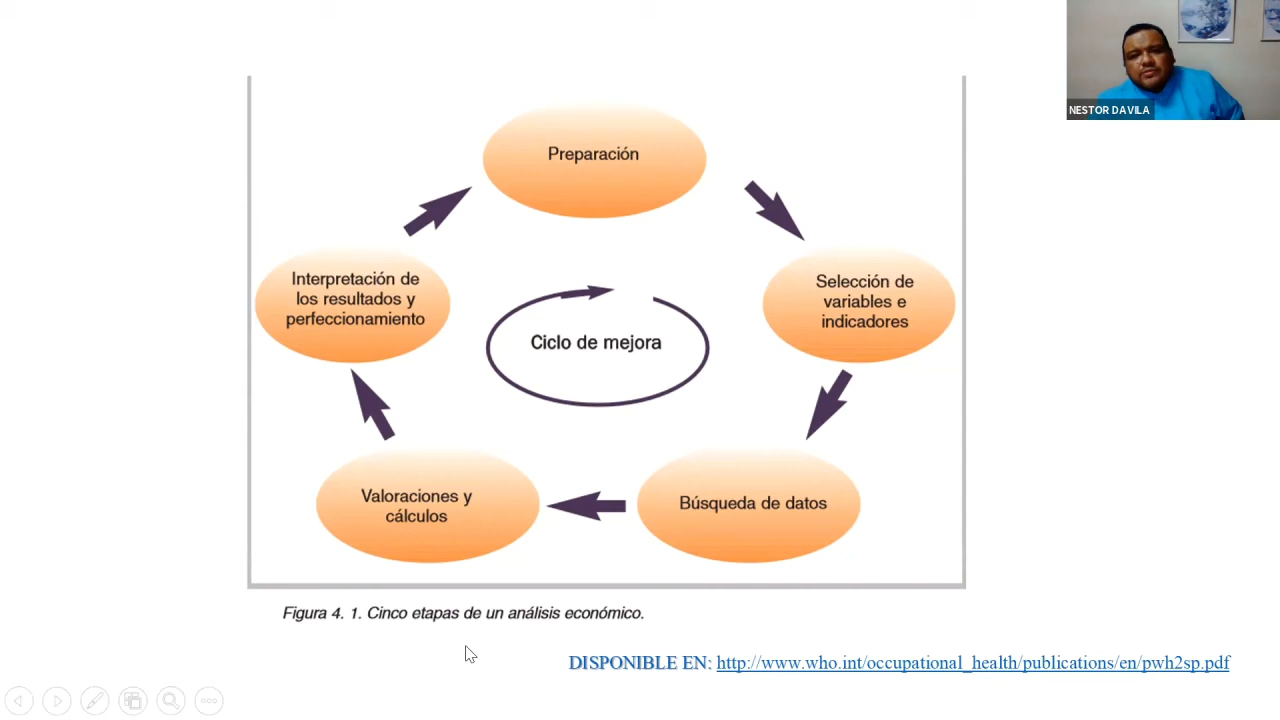 NESTOR DAVILA
Preparación
Interpretación de
los resultados y
perfeccionamiento
Selección de
variables e
indicadores
Ciclo de mejora
Valoraciones y
cálculos
Búsqueda de datos
Figura 4. 1. Cinco etapas de un análisis económico.
DISPONIBLE EN: http://www.who.int/occupational_health/publications/en/pwh2sp.pdf